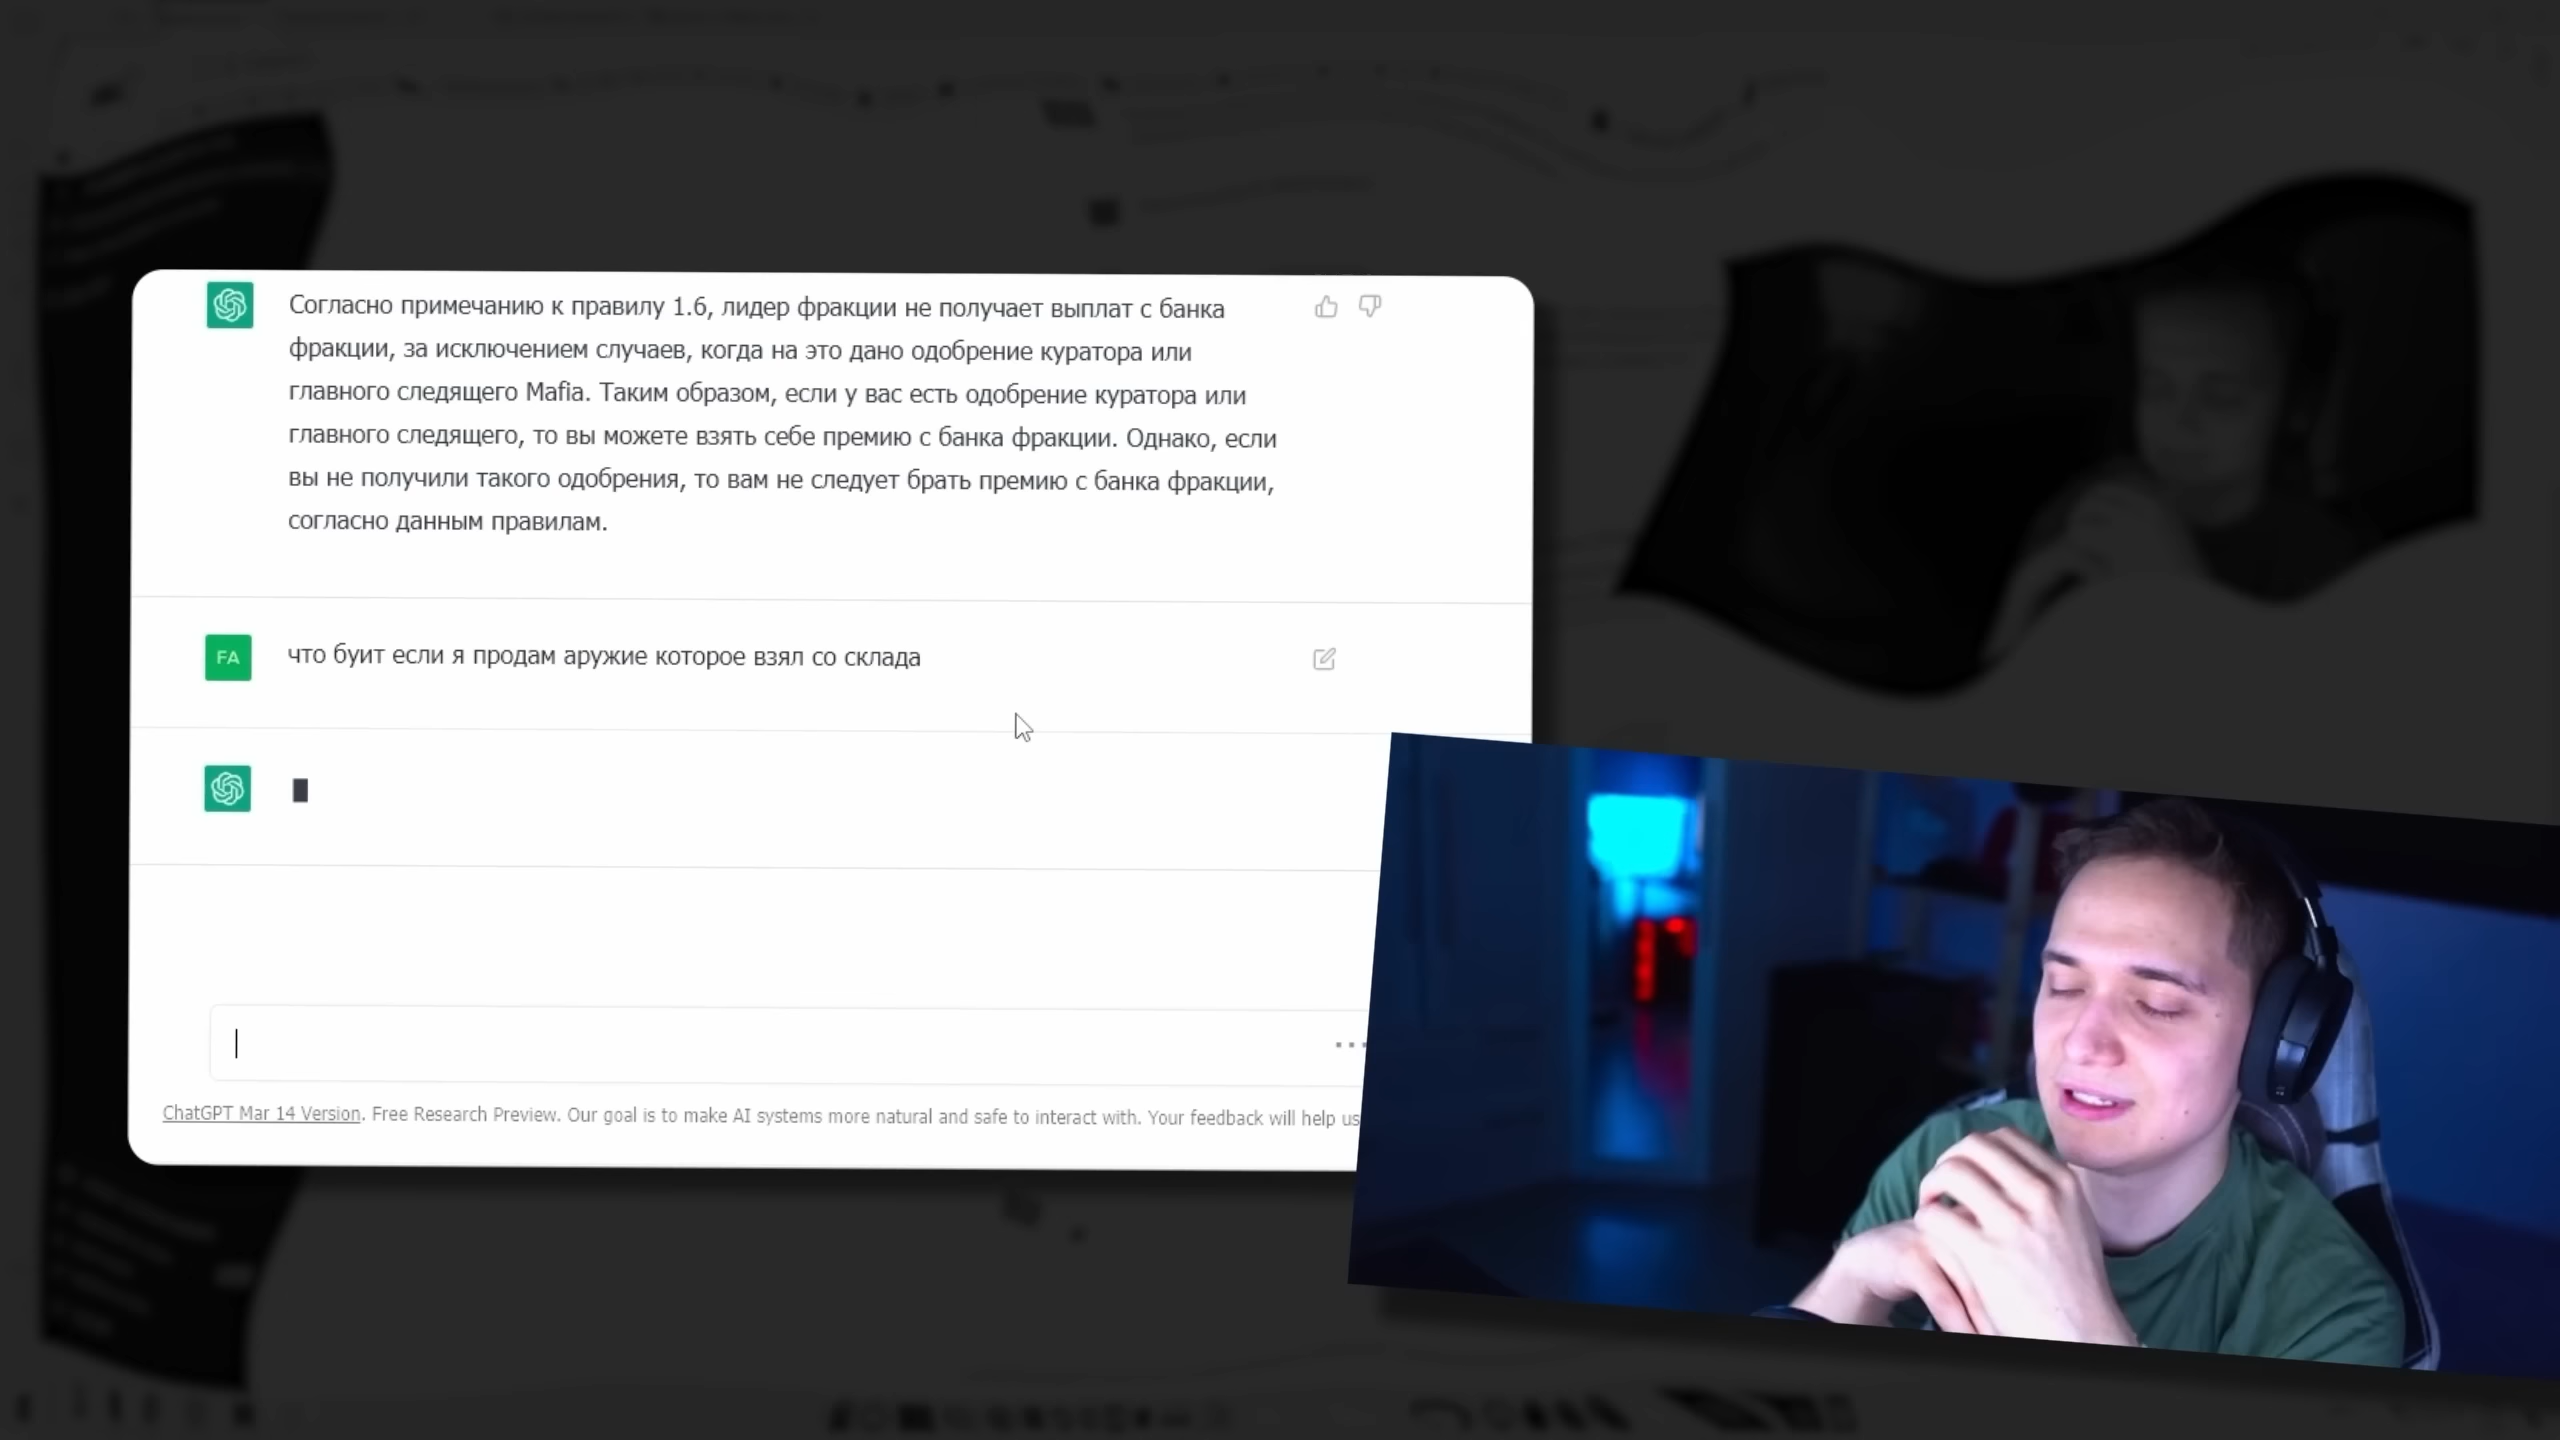 Согласно примечанию к правилу 1.6, лидер фракции не получает выплат с банка
фракции, за исключением случаев, когда на это дано одобрение куратора или
главного следящего Mafia. Таким образом, если у вас есть одобрение куратора или
главного следящего, то вы можете взять себе премию с банка фракции. Однако, если
вы не получили такого одобрения, то вам не следует брать премию с банка фракции,
согласно данным правилам.
FA
что буит если я продам аружие которое взял со склада
ChatGPT Mar 14 Version. Free Research Preview. Our goal is to make AI systems more natural and safe to interact with. Your feedback will help us